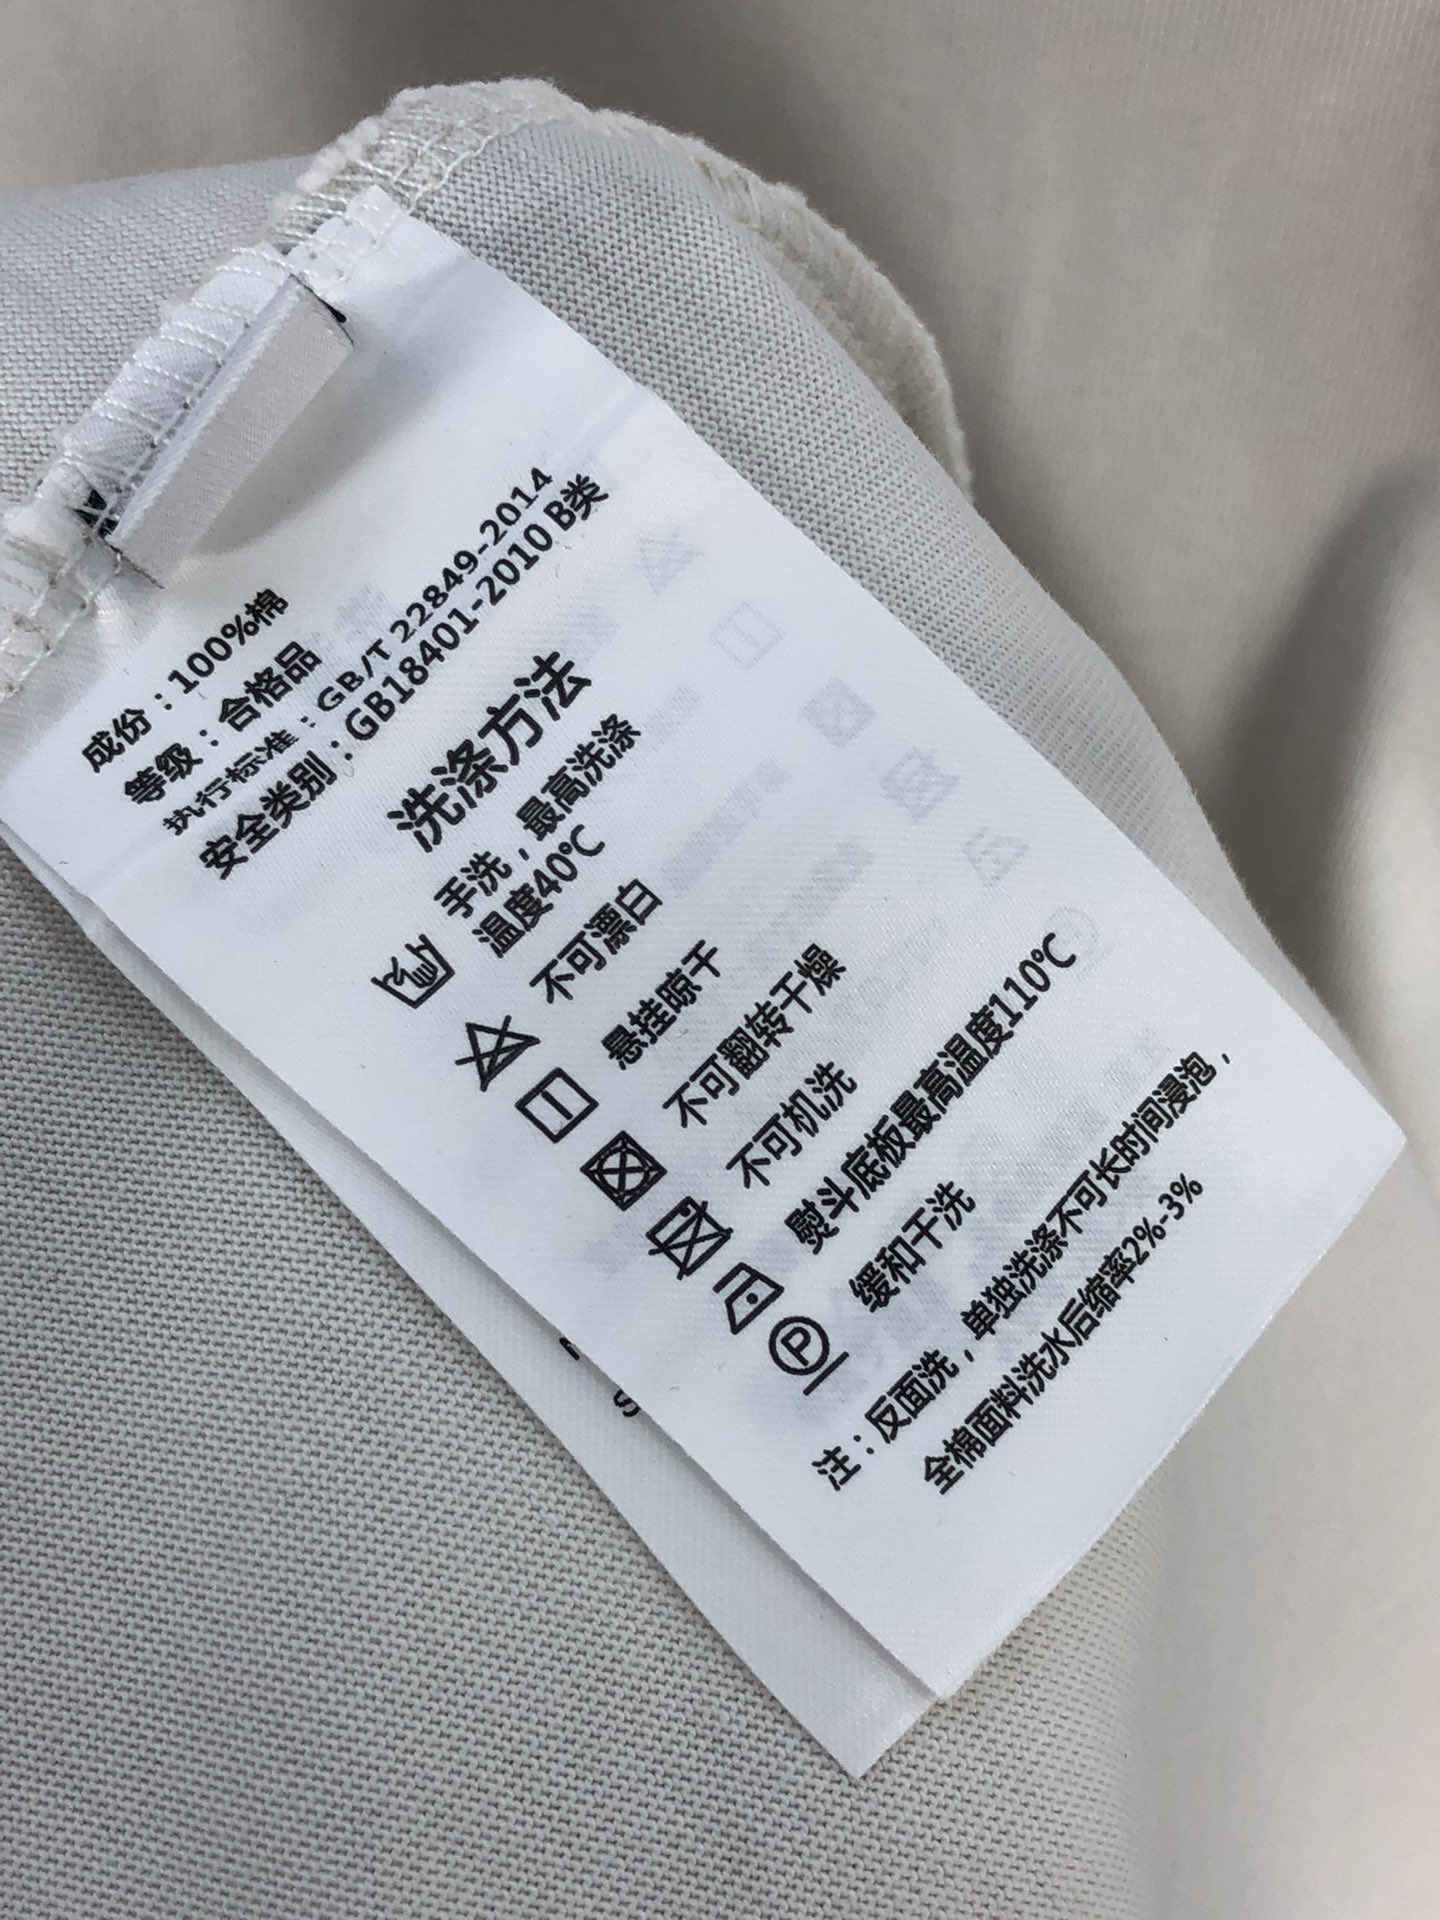 成份：100%棉
等级：合格品
执行标准：GB/T 22849-2014
安全类别：GB18401-2010 B类
洗涤方法
手洗，最高洗涤
温度40℃
不可漂白
悬挂晾干
不可翻转干燥
不可机洗
熨斗底板最高温度110℃
P 缓和干洗
注：反面洗，单独洗涤不可长时间浸泡，
全棉面料洗水后缩率2%-3%